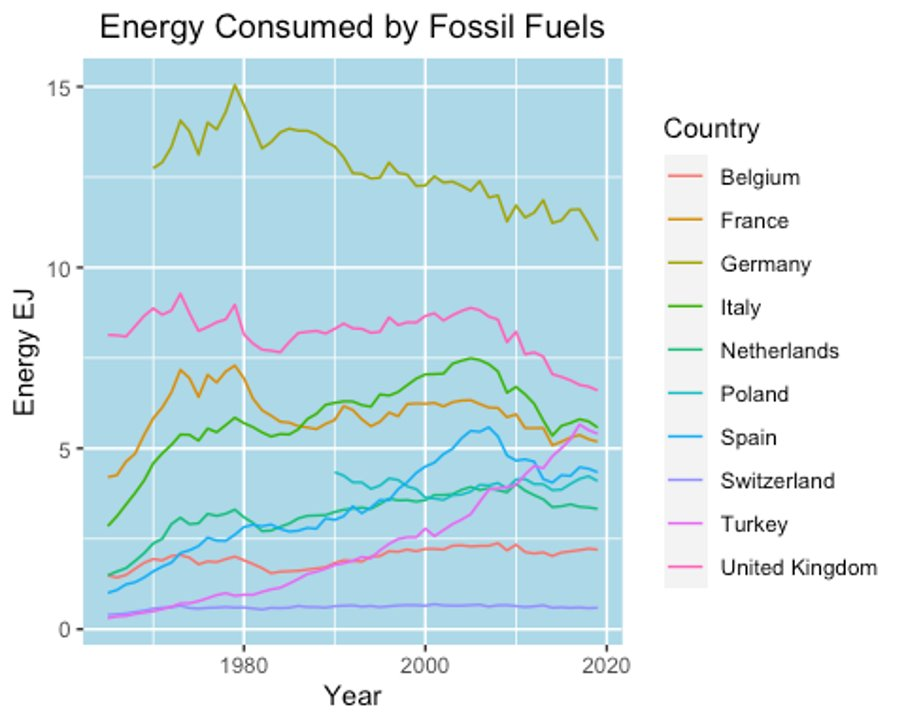 Energy Consumed by Fossil Fuels
15
10
5
0
Energy EJ
1980
2000
2020
Year
Country
Belgium
France
Germany
Italy
Netherlands
Poland
Spain
Switzerland
Turkey
United Kingdom